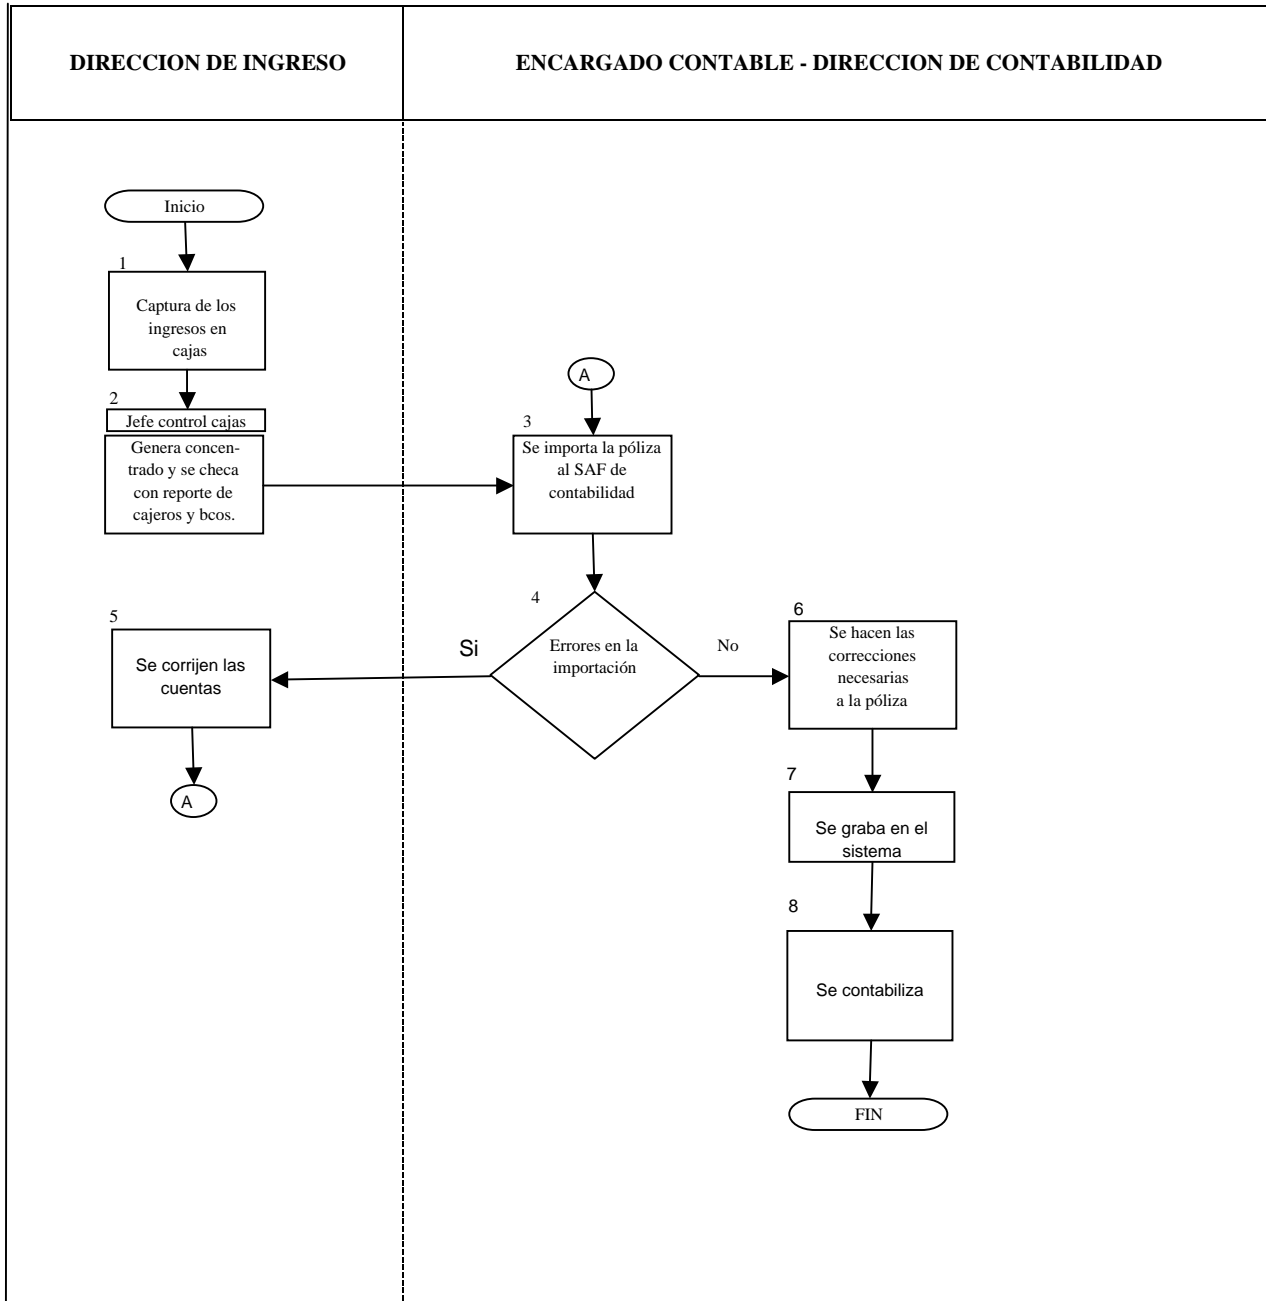 DIRECCION DE INGRESO
ENCARGADO CONTABLE - DIRECCION DE CONTABILIDAD
Inicio
1
Captura de los
ingresos en
cajas
2
Jefe control cajas
Genera concen-
trado y se checa
con reporte de
cajeros y bcos.
A
3
Se importa la póliza
al SAF de
contabilidad
4
Errores en la
importación
Si
No
5
Se corrijen las
cuentas
A
6
Se hacen las
correcciones
necesarias
a la póliza
7
Se graba en el
sistema
8
Se contabiliza
FIN